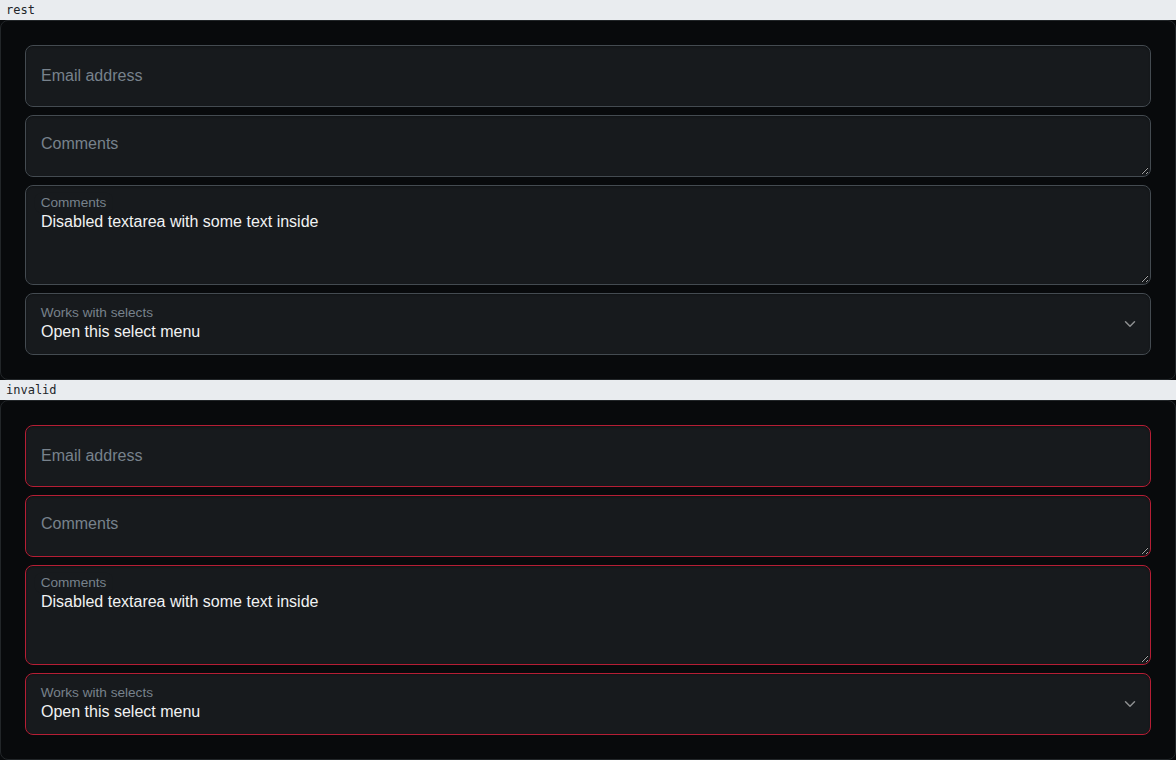 rest
Email address
Comments
Comments
Disabled textarea with some text inside
Works with selects
Open this select menu
invalid
Email address
Comments
Comments
Disabled textarea with some text inside
Works with selects
Open this select menu